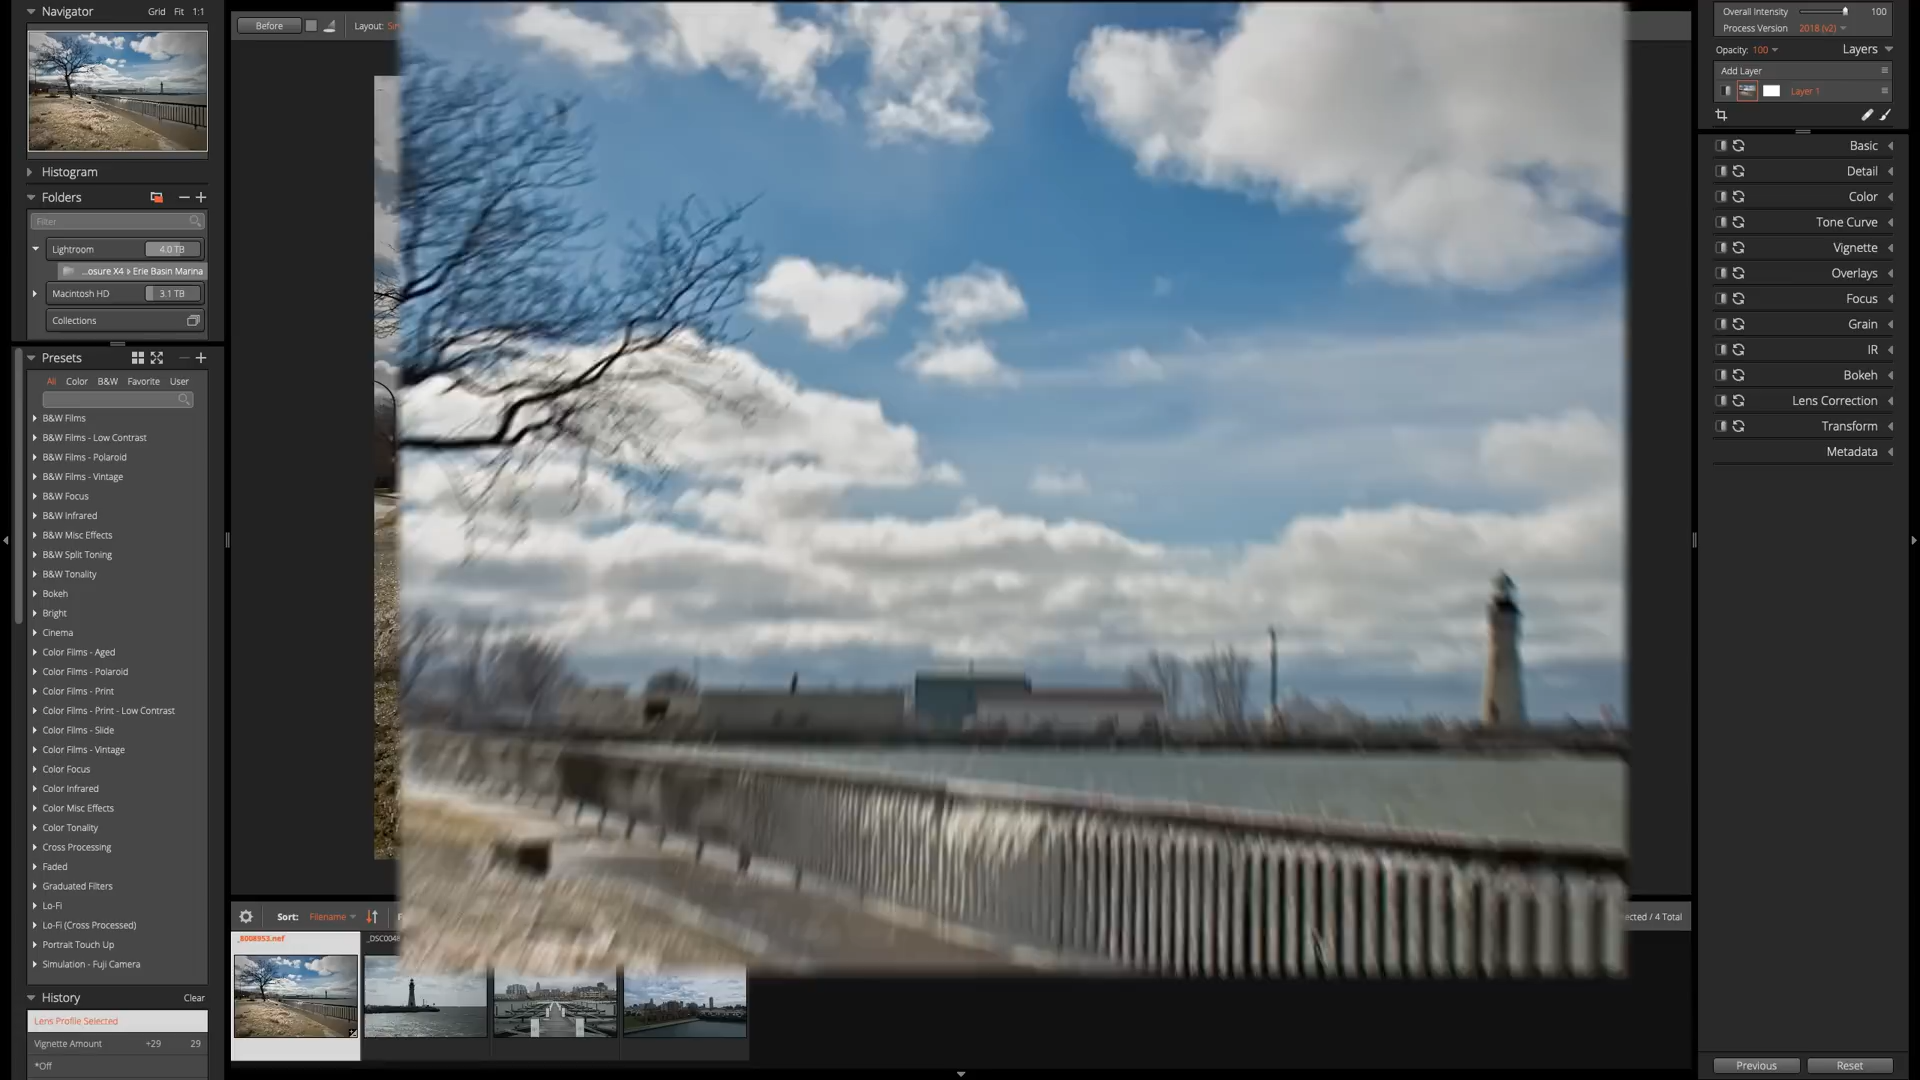 Navigator
Grid Fit 1:1
Histogram
Folders
Filter
Lightroom 4.0 TB
...osure X4 ▸ Erie Basin Marina
Macintosh HD 3.1 TB
Collections
Presets
All Color B&W Favorite User
B&W Films
B&W Films - Low Contrast
B&W Films - Polaroid
B&W Films - Vintage
B&W Focus
B&W Infrared
B&W Misc Effects
B&W Split Toning
B&W Tonality
Bokeh
Bright
Cinema
Color Films - Aged
Color Films - Polaroid
Color Films - Print
Color Films - Print - Low Contrast
Color Films - Slide
Color Films - Vintage
Color Focus
Color Infrared
Color Misc Effects
Color Tonality
Cross Processing
Faded
Graduated Filters
Lo-Fi
Lo-Fi (Cross Processed)
Portrait Touch Up
Simulation - Fuji Camera
History Clear
Lens Profile Selected
Vignette Amount +29 29
*Off
Before Layout:
Sort: Filename
ected / 4 Total
_8008953.nef
_DSC0048
Overall Intensity 100
Process Version 2018 (v2)
Opacity: 100 Layers
Add Layer
Layer 1
Basic
Detail
Color
Tone Curve
Vignette
Overlays
Focus
Grain
IR
Bokeh
Lens Correction
Transform
Metadata
Previous Reset